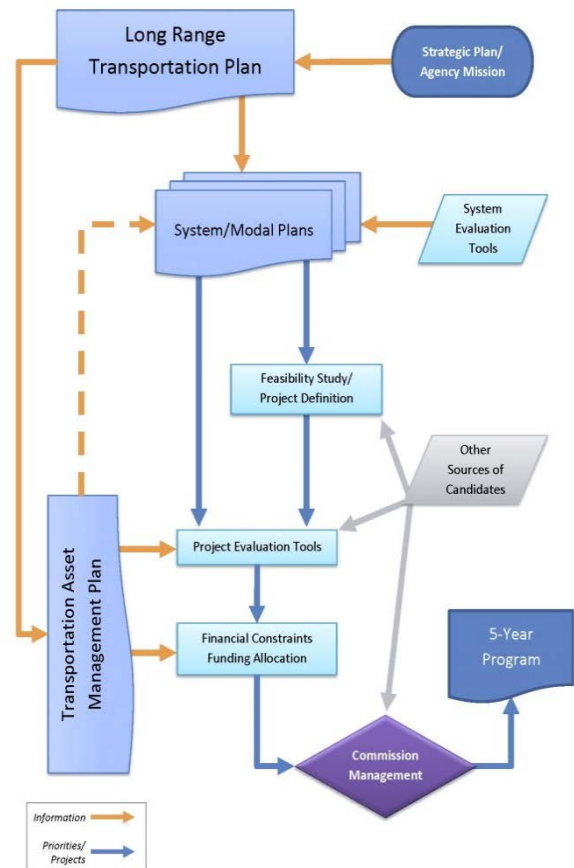 Long Range
Transportation Plan
Strategic Plan/
Agency Mission
System/Modal Plans
System
Evaluation
Tools
Feasibility Study/
Project Definition
Other
Sources of
Candidates
Transportation Asset
Management Plan
Project Evaluation Tools
Financial Constraints
Funding Allocation
5-Year
Program
Commission
Management
Information
Priorities/
Projects